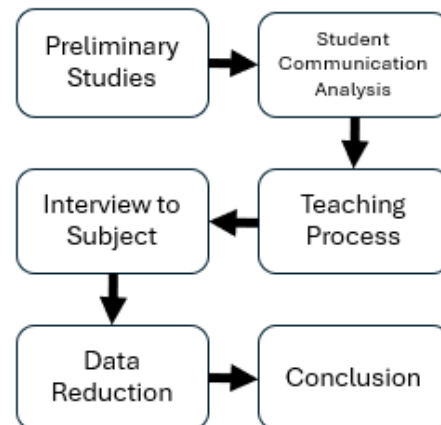 Preliminary
Studies
Student
Communication
Analysis
Teaching
Process
Interview to
Subject
Data
Reduction
Conclusion